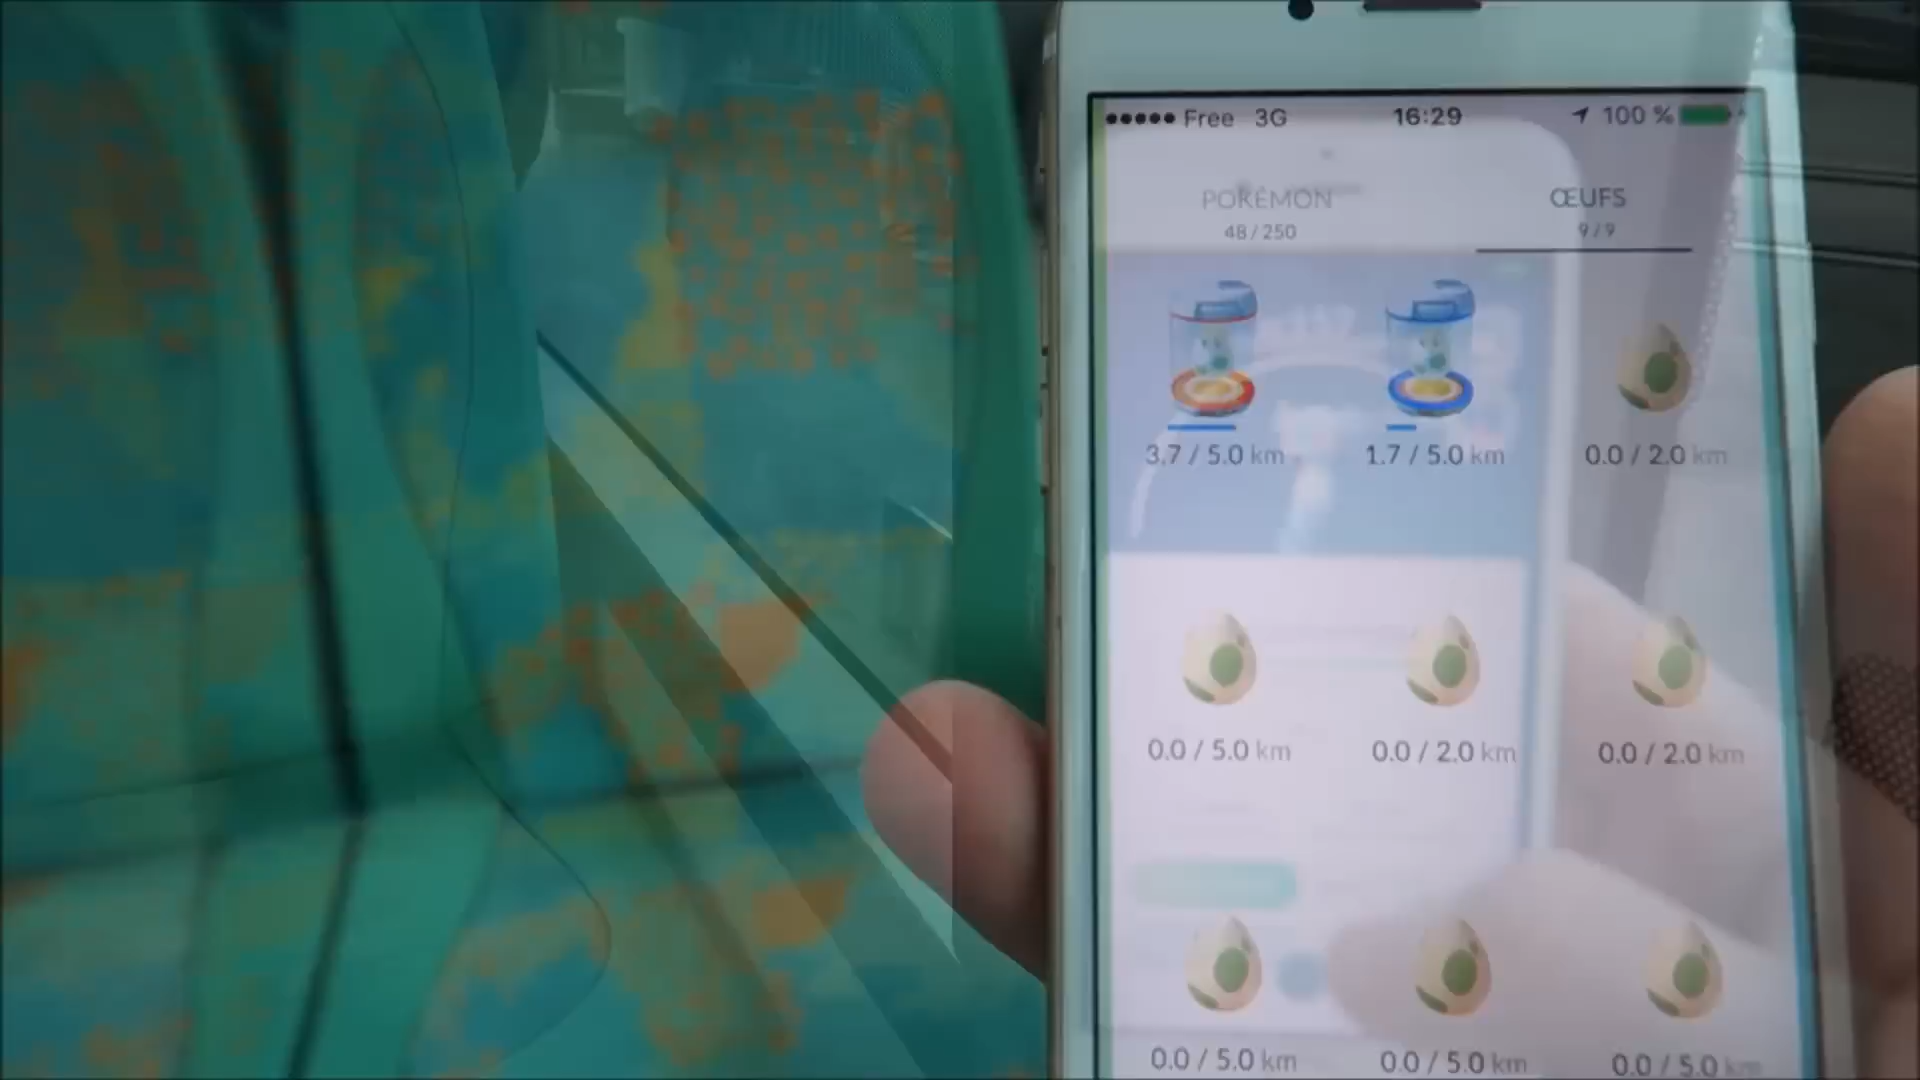 Free 3G 16:29 100 %
POKÉMON ŒUFS
48/250 9/9
3.7 / 5.0 km 1.7 / 5.0 km 0.0 / 2.0 km
0.0 / 5.0 km 0.0 / 2.0 km 0.0 / 2.0 km
0.0 / 5.0 km 0.0 / 5.0 km 0.0 / 5.0 km